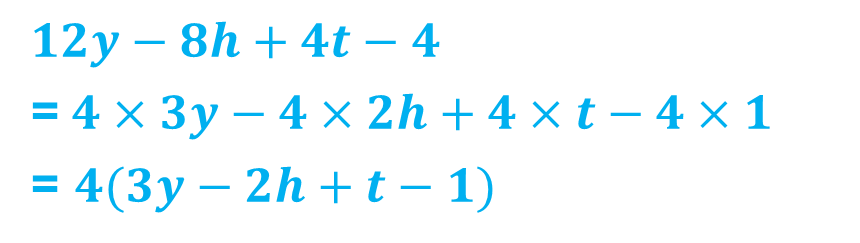 12y − 8h + 4t − 4
= 4 × 3y − 4 × 2h + 4 × t − 4 × 1
= 4(3y − 2h + t − 1)